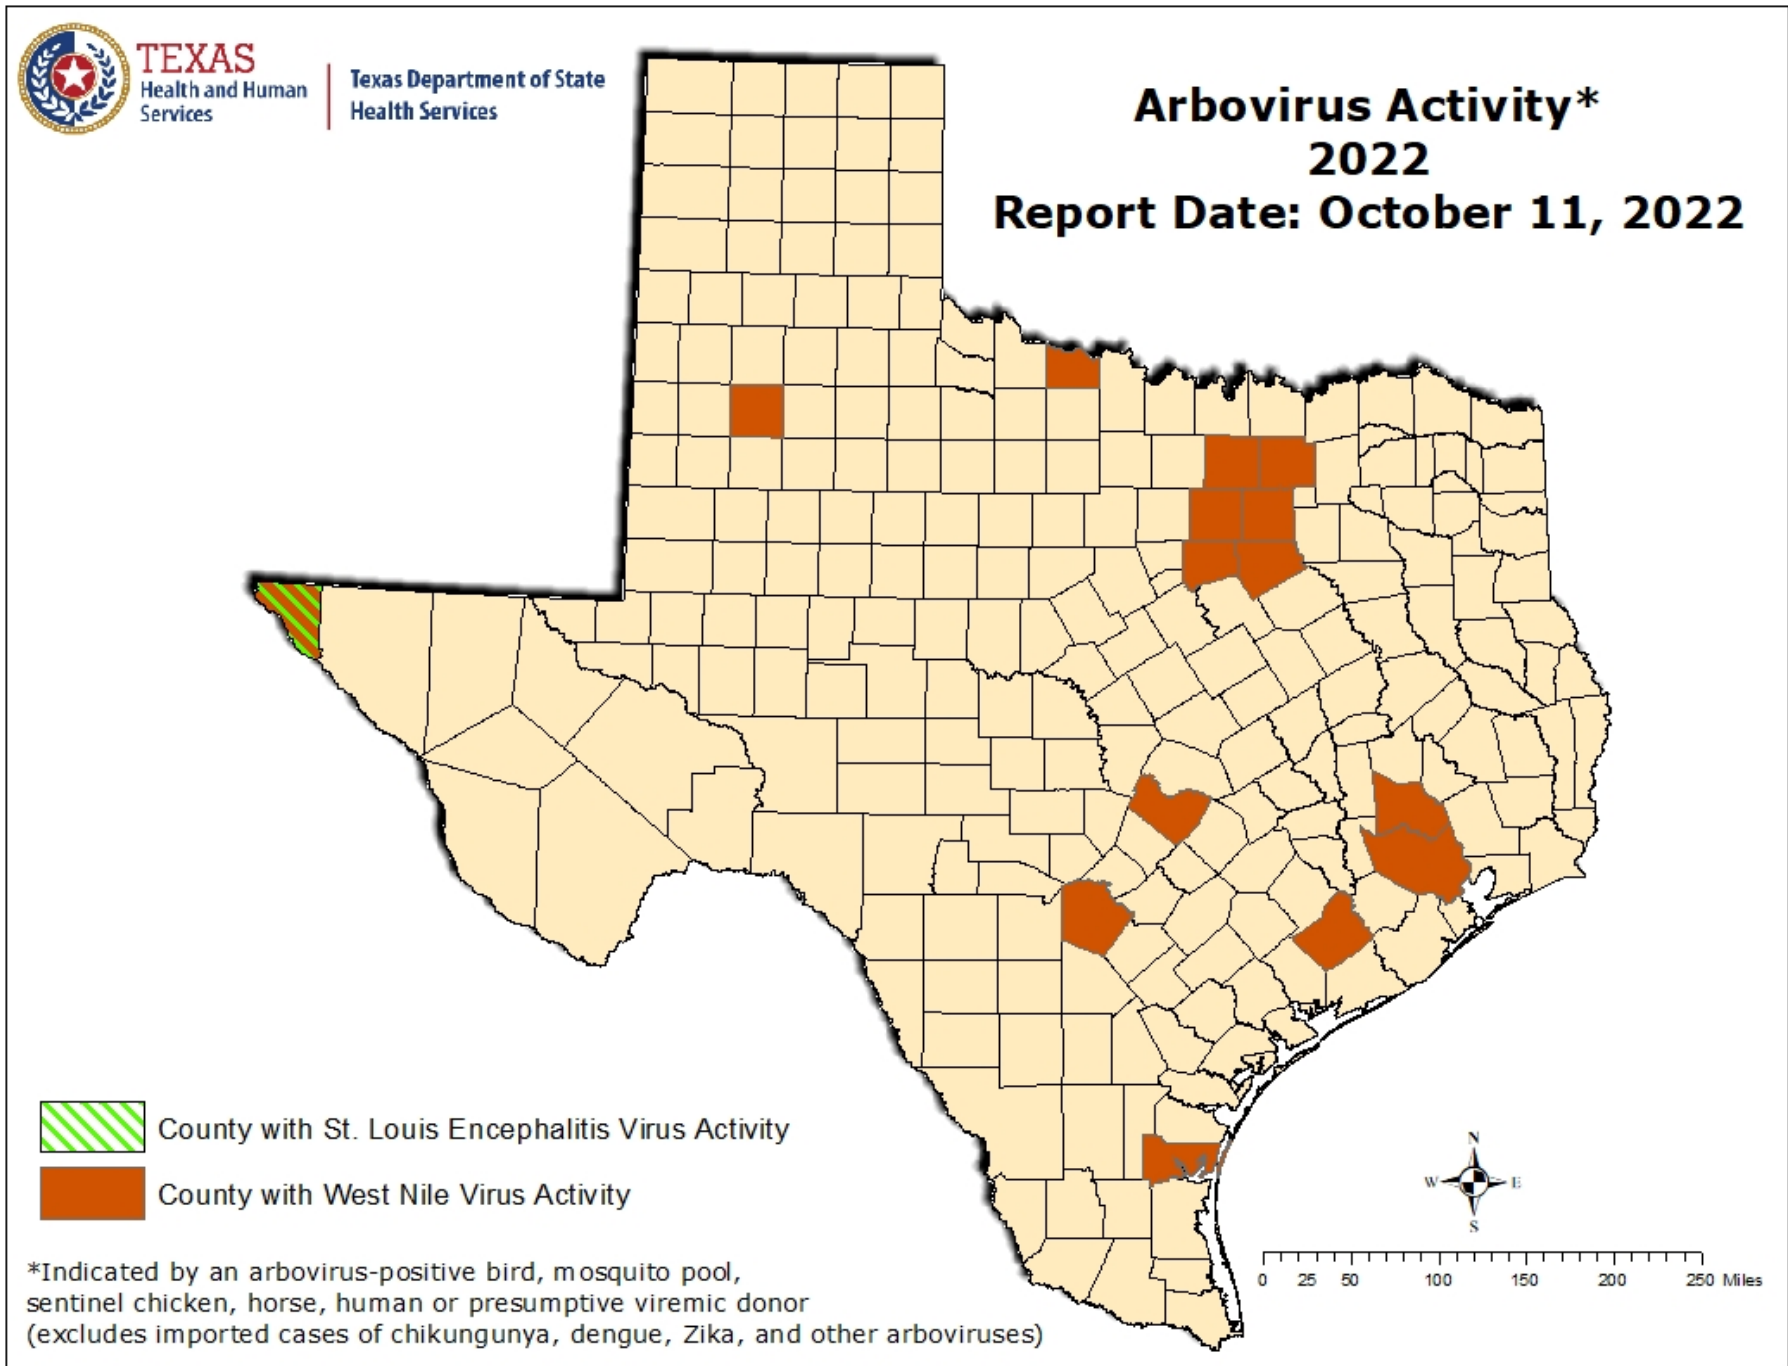 TEXAS
Health and Human
Services
Texas Department of State
Health Services
Arbovirus Activity*
2022
Report Date: October 11, 2022
County with St. Louis Encephalitis Virus Activity
County with West Nile Virus Activity
*Indicated by an arbovirus-positive bird, mosquito pool,
sentinel chicken, horse, human or presumptive viremic donor
(excludes imported cases of chikungunya, dengue, Zika, and other arboviruses)
N
W E
S
0 25 50 100 150 200 250 Miles